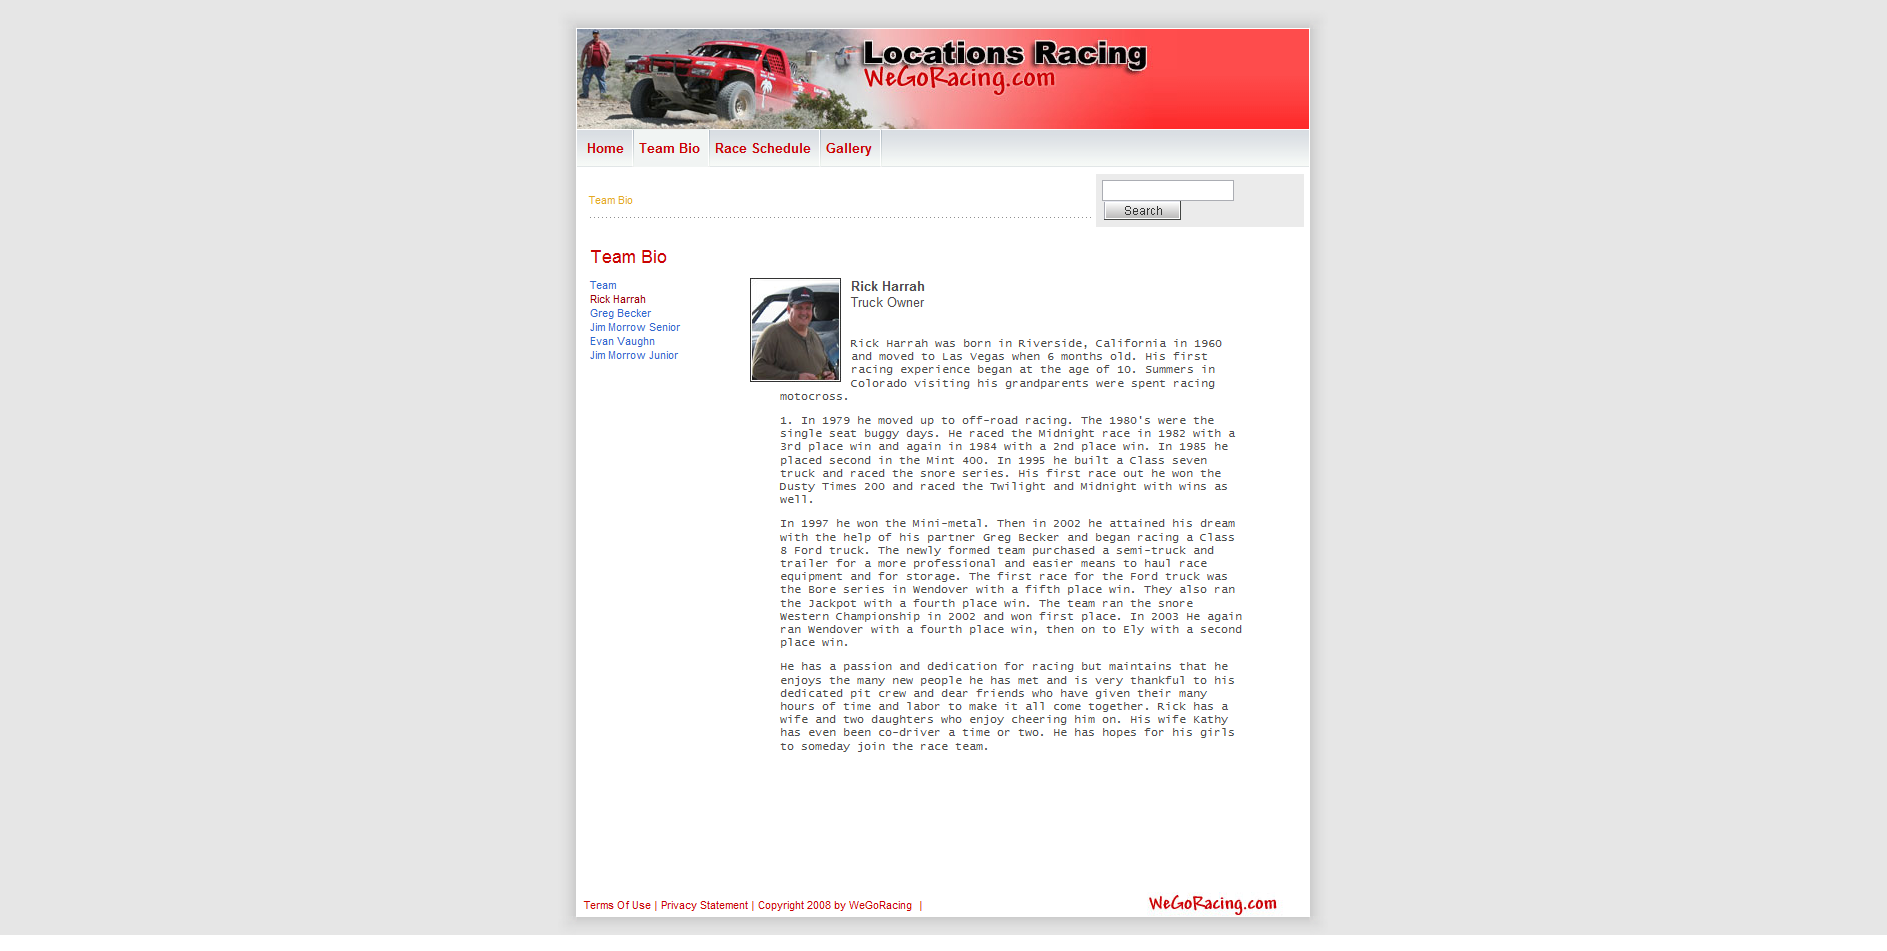 Locations Racing
WeGoRacing.com
Home
Team Bio
Race Schedule
Gallery
Team Bio
Search
Team Bio
Team
Rick Harrah
Greg Becker
Jim Morrow Senior
Evan Vaughn
Jim Morrow Junior
Rick Harrah
Truck Owner
Rick Harrah was born in Riverside, California in 1960
and moved to Las Vegas when 6 months old. His first
racing experience began at the age of 10. Summers in
Colorado visiting his grandparents were spent racing
motocross.
1. In 1979 he moved up to off-road racing. The 1980's were the
single seat buggy days. He raced the Midnight race in 1982 with a
3rd place win and again in 1984 with a 2nd place win. In 1985 he
placed second in the Mint 400. In 1995 he built a Class seven
truck and raced the snore series. His first race out he won the
Dusty Times 200 and raced the Twilight and Midnight with wins as
well.
In 1997 he won the Mini-metal. Then in 2002 he attained his dream
with the help of his partner Greg Becker and began racing a Class
8 Ford truck. The newly formed team purchased a semi-truck and
trailer for a more professional and easier means to haul race
equipment and for storage. The first race for the Ford truck was
the Bore series in Wendover with a fifth place win. They also ran
the Jackpot with a fourth place win. The team ran the snore
Western Championship in 2002 and won first place. In 2003 He again
ran Wendover with a fourth place win, then on to Ely with a second
place win.
He has a passion and dedication for racing but maintains that he
enjoys the many new people he has met and is very thankful to his
dedicated pit crew and dear friends who have given their many
hours of time and labor to make it all come together. Rick has a
wife and two daughters who enjoy cheering him on. His wife Kathy
has even been co-driver a time or two. He has hopes for his girls
to someday join the race team.
Terms Of Use | Privacy Statement | Copyright 2008 by WeGoRacing |
WeGoRacing.com